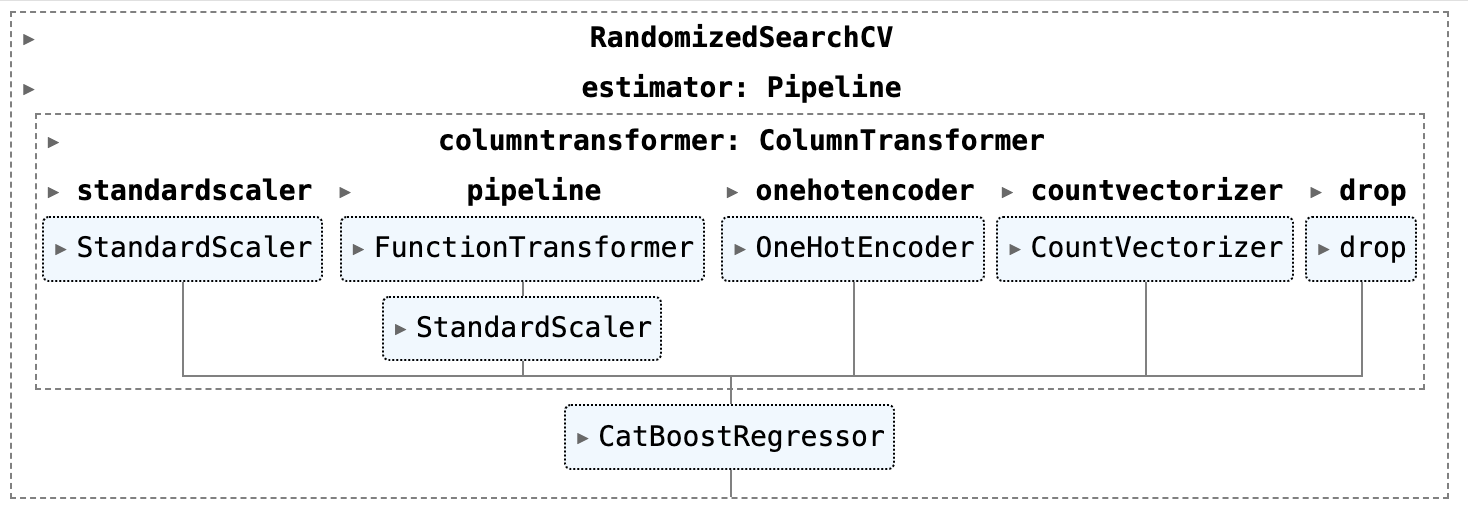 RandomizedSearchCV
estimator: Pipeline
columntransformer: ColumnTransformer
standardscaler pipeline onehotencoder countvectorizer drop
StandardScaler FunctionTransformer OneHotEncoder CountVectorizer drop
StandardScaler
CatBoostRegressor